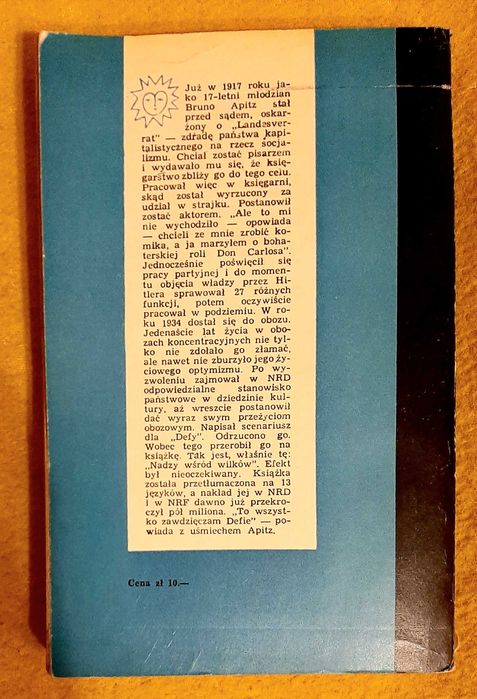 Już w 1917 roku ja-
ko 17-letni młodzian
Bruno Apitz stał
przed sądem, oskar-
żony o „Landesver-
rat" — zdradę państwa kapi-
talistycznego na rzecz socja-
lizmu. Chciał zostać pisarzem
i wydawało mu się, że księ-
garstwo zbliży go do tego celu.
Pracował więc w księgarni,
skąd został wyrzucony za
udział w strajku. Postanowił
zostać aktorem. „Ale to mi
nie wychodziło — opowiada
— chcieli ze mnie zrobić ko-
mika, a ja marzyłem o boha-
terskiej roli Don Carlosa".
Jednocześnie poświęcił się
pracy partyjnej i do momen-
tu objęcia władzy przez Hi-
tlera sprawował 27 różnych
funkcji, potem oczywiście
pracował w podziemiu. W ro-
ku 1934 dostał się do obozu.
Jedenaście lat życia w obo-
zach koncentracyjnych nie tyl-
ko nie zdołało go złamać,
ale nawet nie zburzyło jego ży-
ciowego optymizmu. Po wy-
zwoleniu zajmował w NRD
odpowiedzialne stanowisko
państwowe w dziedzinie kul-
tury, aż wreszcie postanowił
dać wyraz swym przeżyciom
obozowym. Napisał scenariusz
dla „Defy". Odrzucono go.
Wobec tego przerobił go na
książkę. Tak jest, właśnie tę:
„Nadzy wśród wilków". Efekt
był nieoczekiwany. Książka
została przetłumaczona na 13
języków, a nakład jej w NRD
i w NRF dawno już przekro-
czył pół miliona. „To wszyst-
ko zawdzięczam Defie" — po-
wiada z uśmiechem Apitz.
Cena zł 10.—